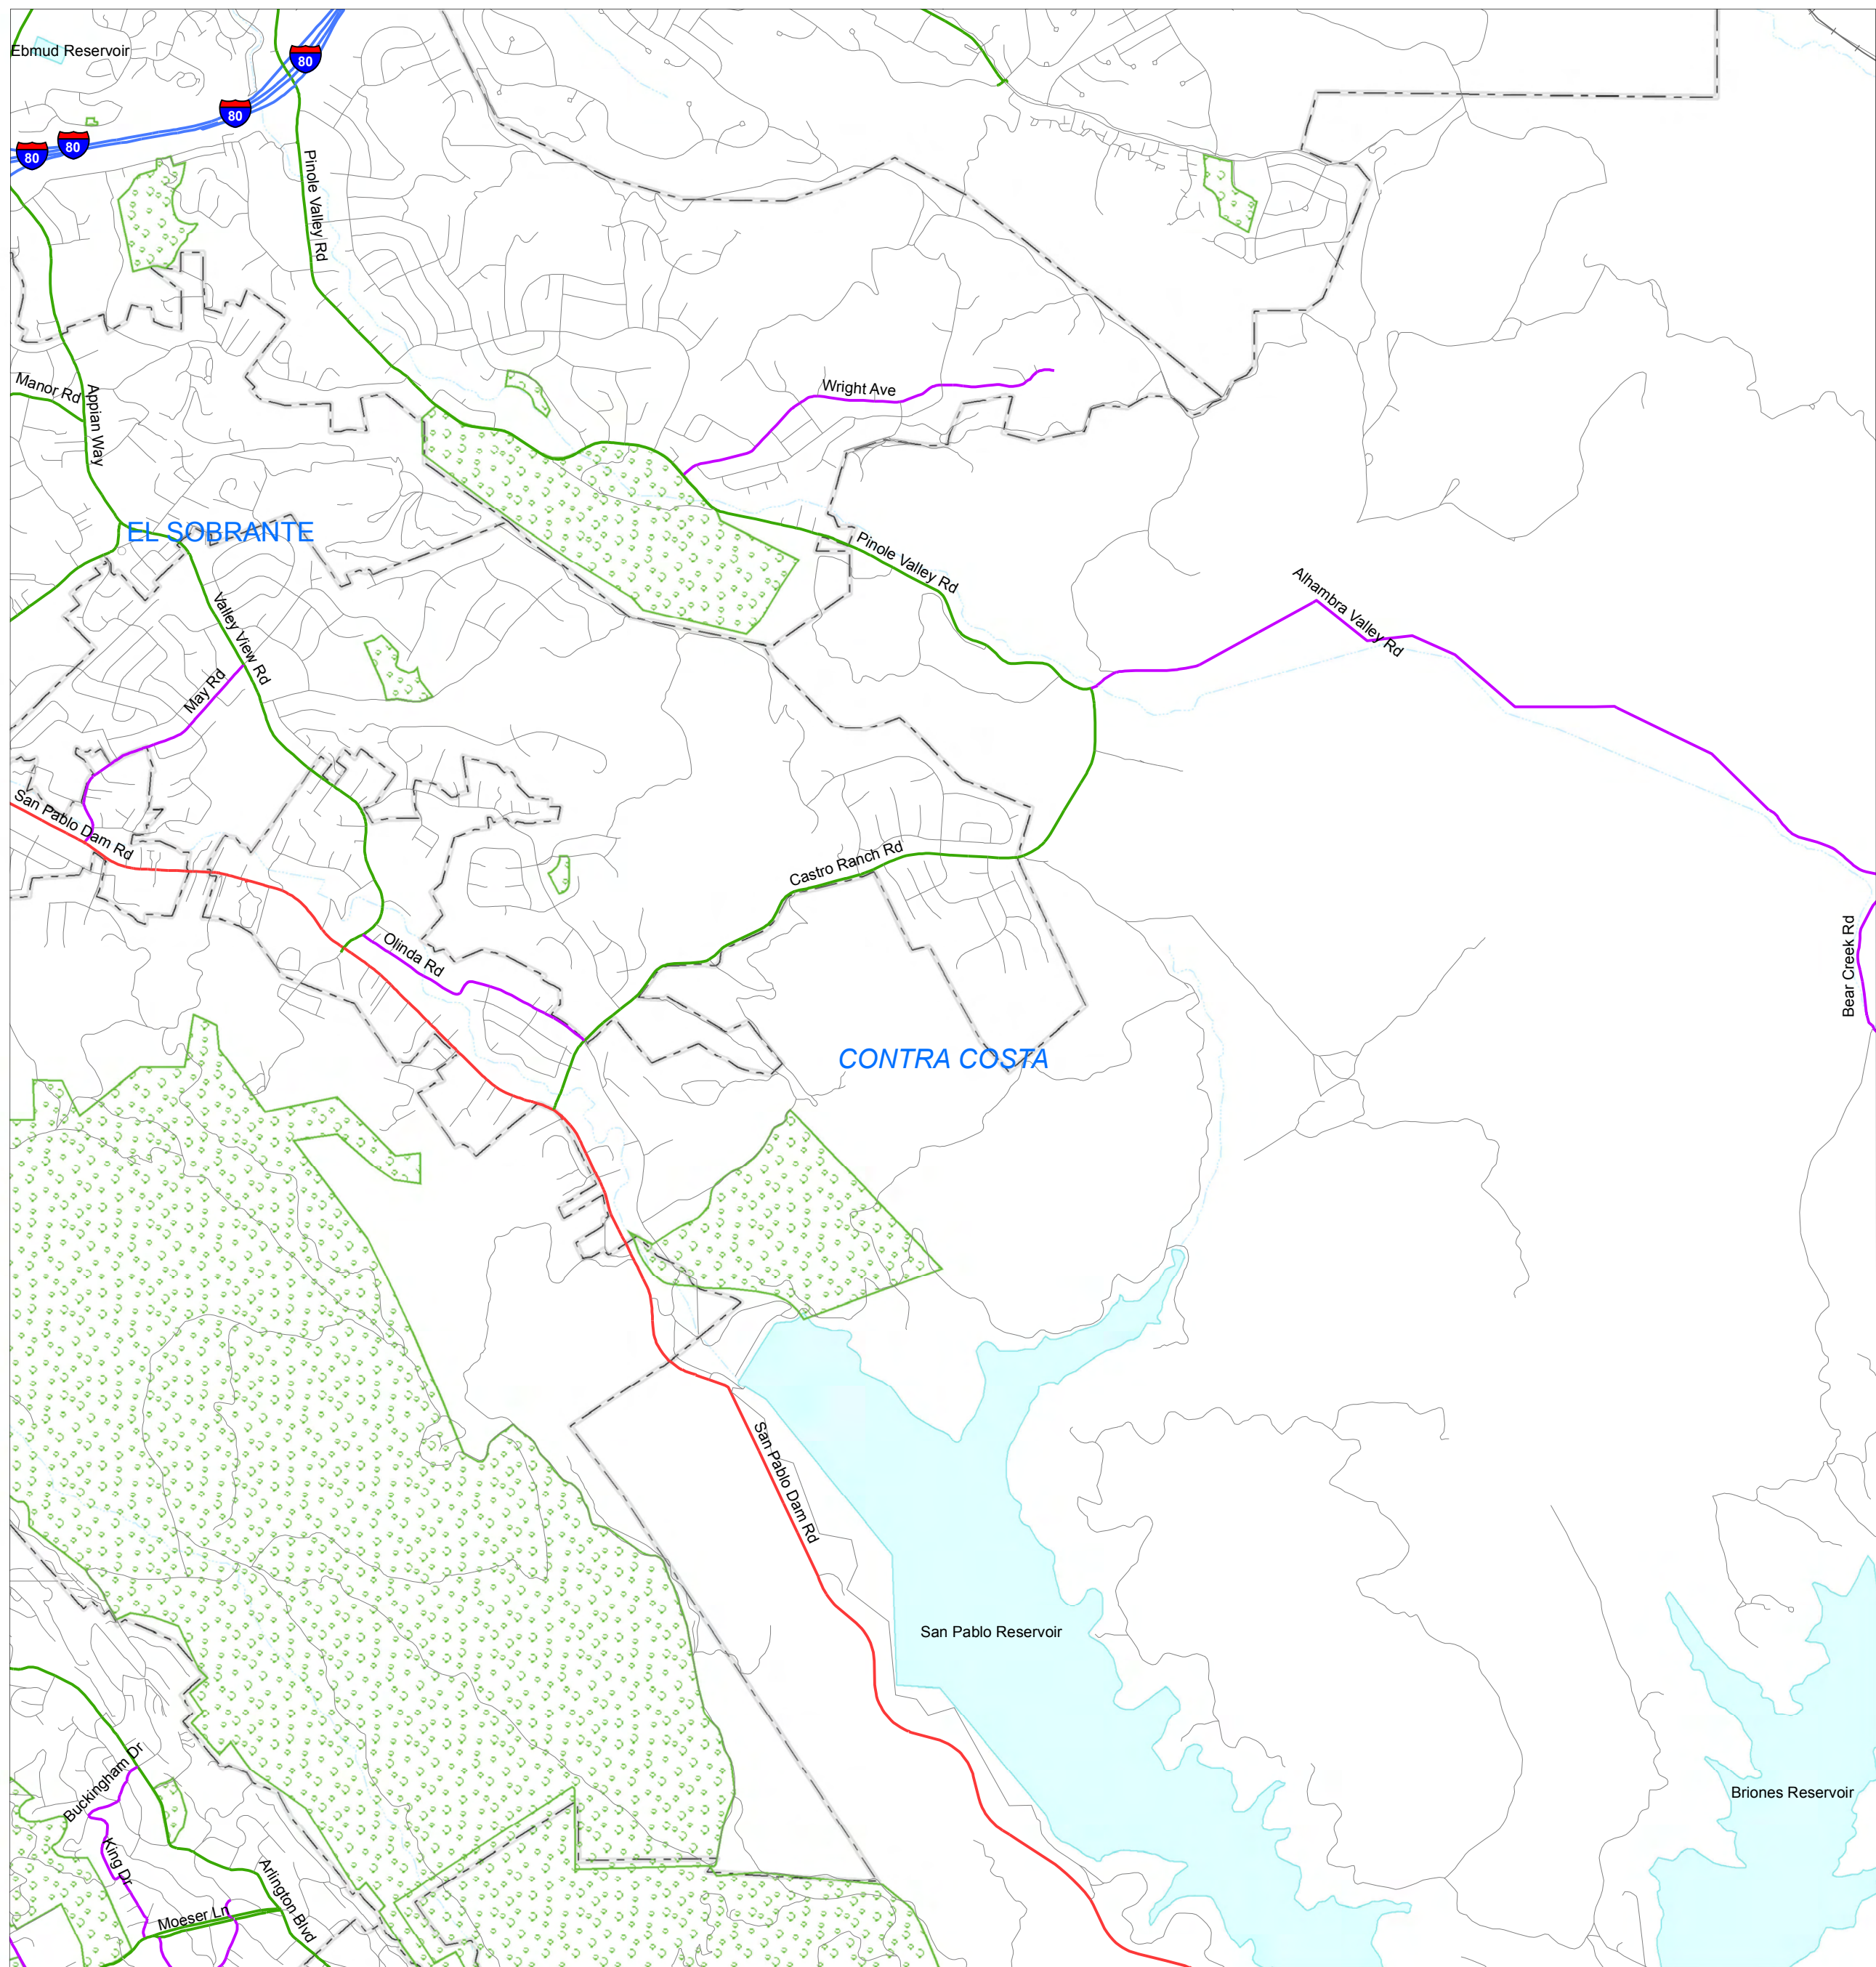 Ebmud Reservoir
80
80
80
80
Pinole Valley Rd
Manor Rd
Appian Way
Wright Ave
EL SOBRANTE
Pinole Valley Rd
Alhambra Valley Rd
Valley View Rd
May Rd
San Pablo Dam Rd
Castro Ranch Rd
Olinda Rd
Bear Creek Rd
CONTRA COSTA
San Pablo Dam Rd
San Pablo Reservoir
Buckingham Dr
Briones Reservoir
King Dr
Arlington Blvd
Moeser Ln